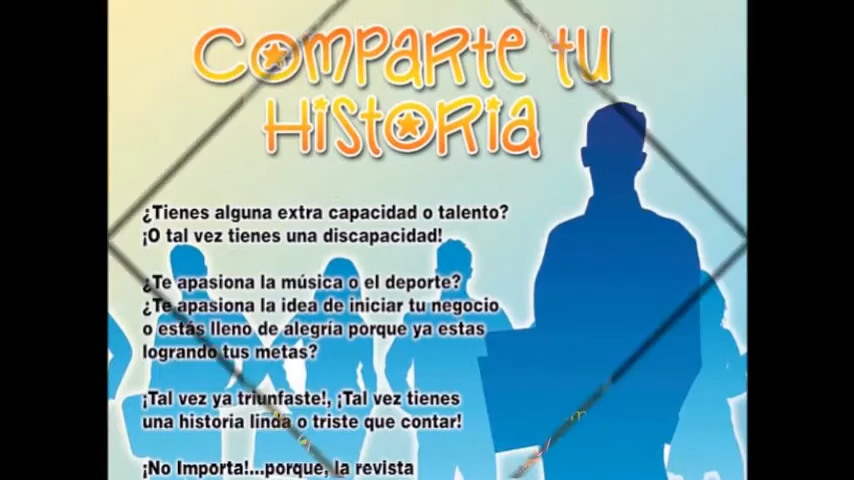 Comparte tu
Historia
¿Tienes alguna extra capacidad o talento?
¡O tal vez tienes una discapacidad!
¿Te apasiona la música o el deporte?
¿Te apasiona la idea de iniciar tu negocio
o estás lleno de alegría porque ya estas
logrando tus metas?
¡Tal vez ya triunfaste!, ¡Tal vez tienes
una historia linda o triste que contar!
¡No Importa!...porque, la revista